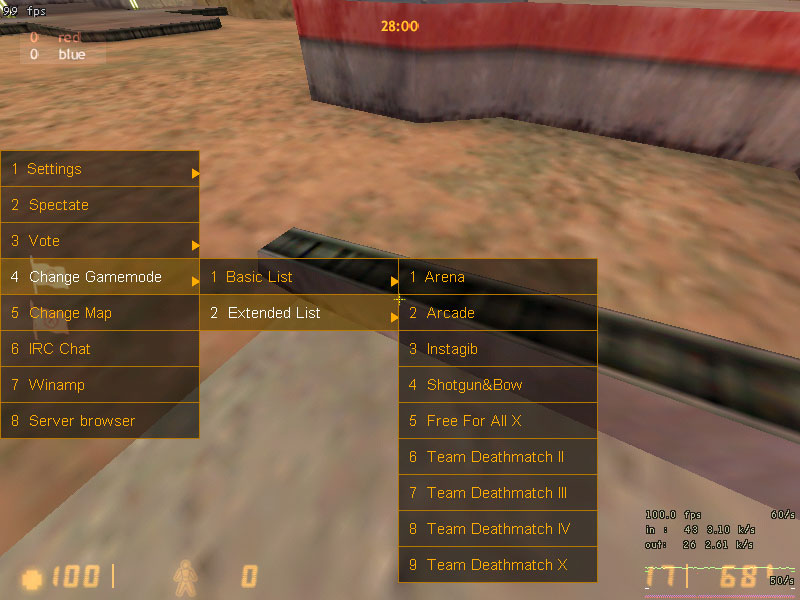 99 fps
28:00
0 red
0 blue
1 Settings
2 Spectate
3 Vote
4 Change Gamemode
5 Change Map
6 IRC Chat
7 Winamp
8 Server browser
1 Basic List
2 Extended List
1 Arena
2 Arcade
3 Instagib
4 Shotgun&Bow
5 Free For All X
6 Team Deathmatch II
7 Team Deathmatch III
8 Team Deathmatch IV
9 Team Deathmatch X
100.0 fps 60/s
in : 43 3.10 k/s
out: 26 2.61 k/s
50/s
100
0
17 68